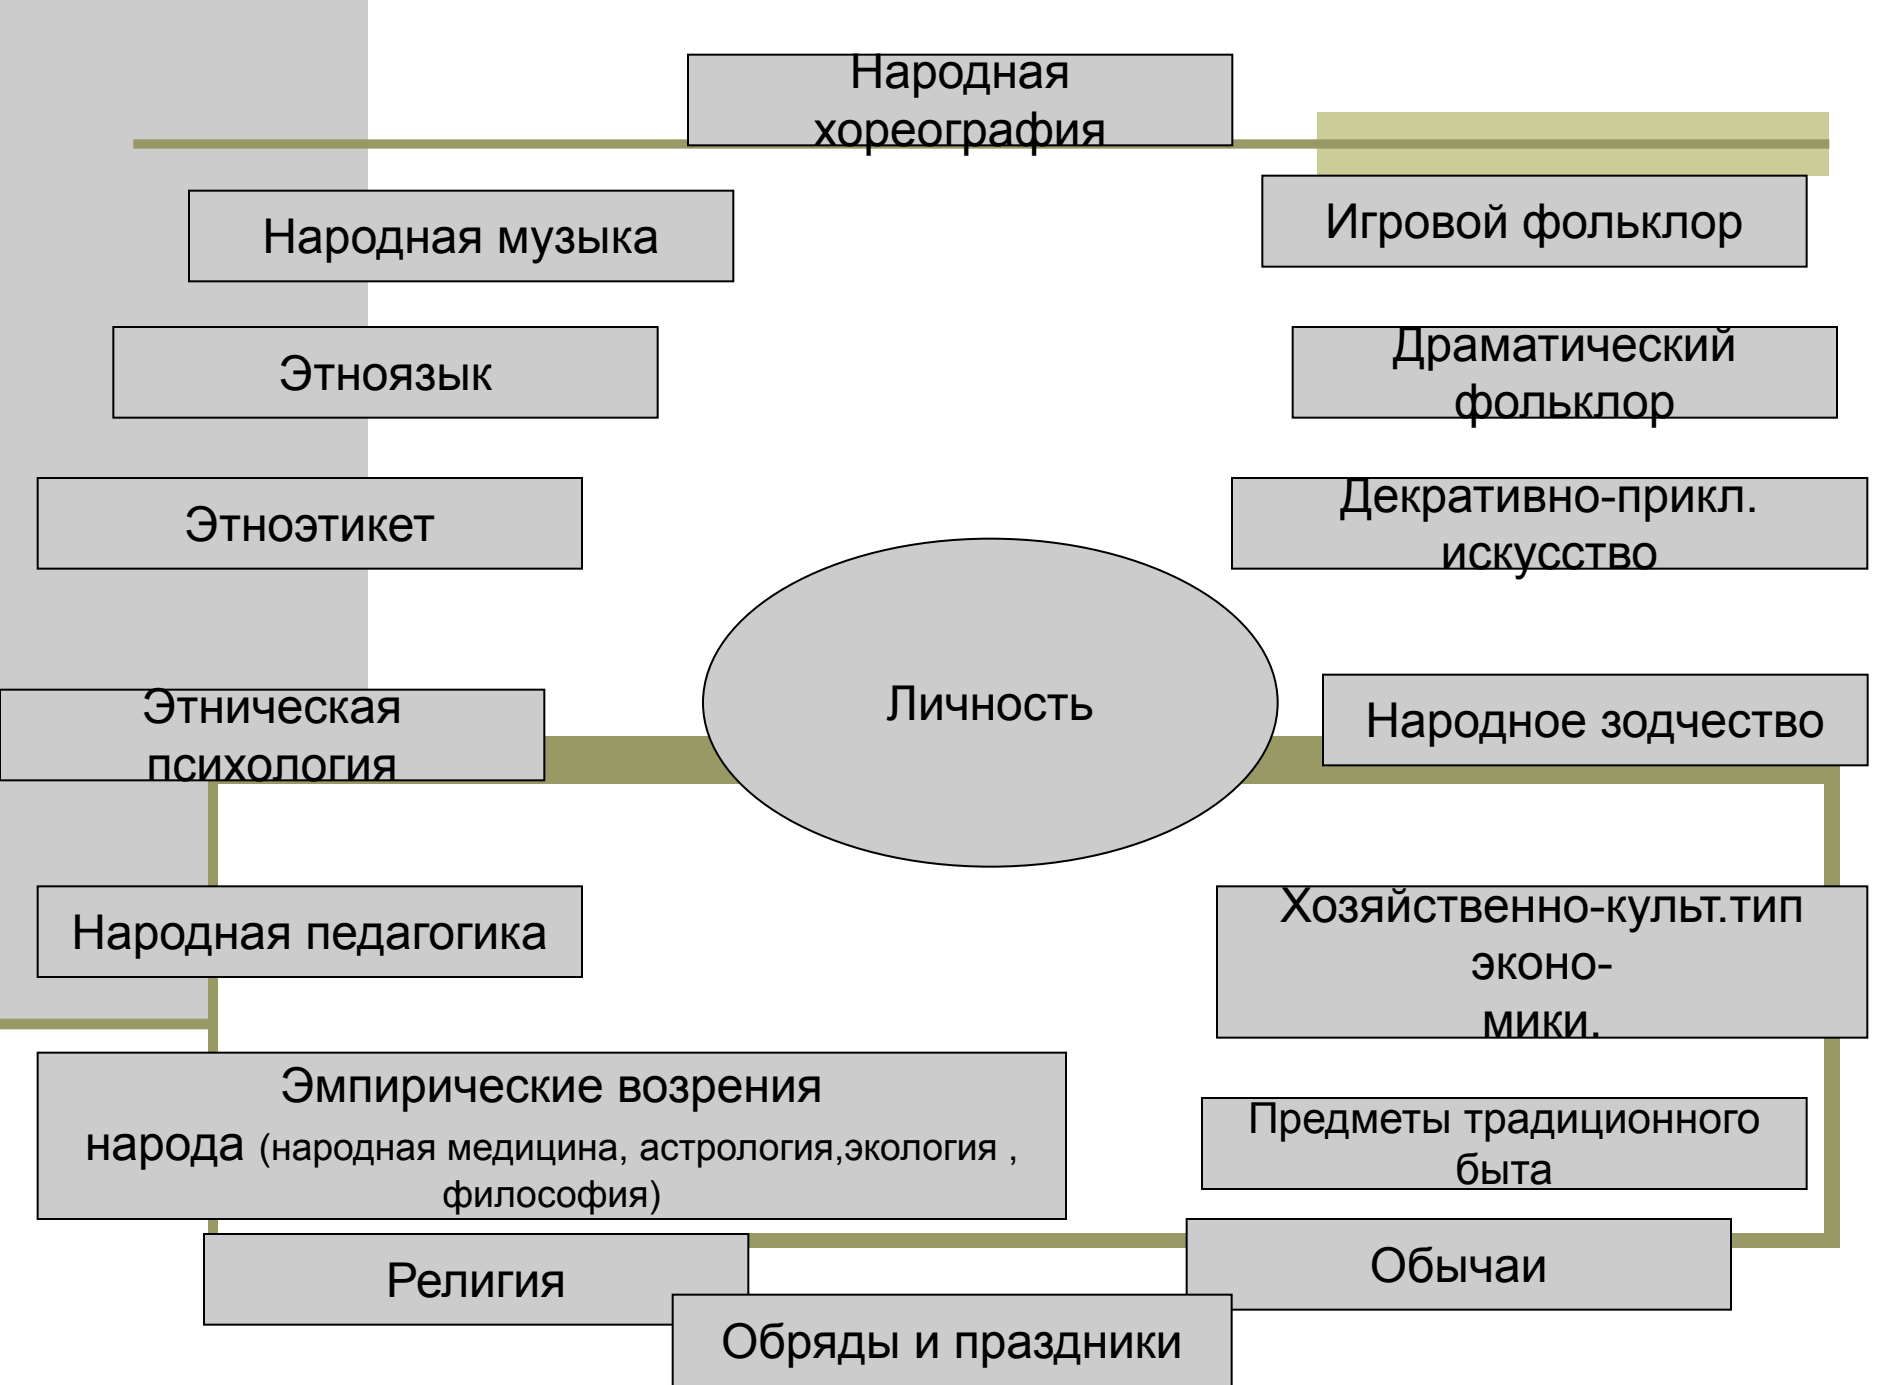 Народная
хореография
Народная музыка
Игровой фольклор
Этноязык
Драматический
фольклор
Этноэтикет
Декративно-прикл.
искусство
Личность
Этническая
психология
Народное зодчество
Народная педагогика
Хозяйственно-культ.тип
эконо-
мики.
Эмпирические возрения
народа (народная медицина, астрология,экология ,
философия)
Предметы традиционного
быта
Религия
Обычаи
Обряды и праздники